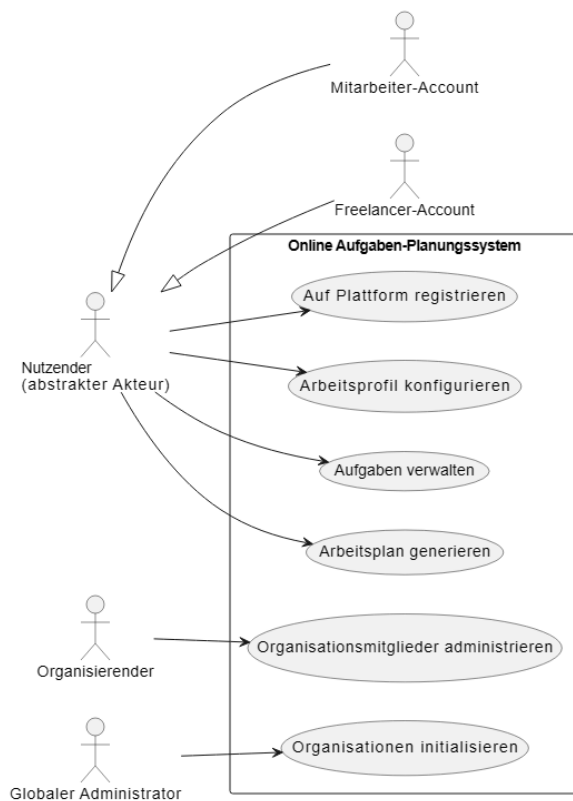 Mitarbeiter-Account
Freelancer-Account
Online Aufgaben-Planungssystem
Auf Plattform registrieren
Nutzender
(abstrakter Akteur)
Arbeitsprofil konfigurieren
Aufgaben verwalten
Arbeitsplan generieren
Organisierender
Organisationsmitglieder administrieren
Globaler Administrator
Organisationen initialisieren